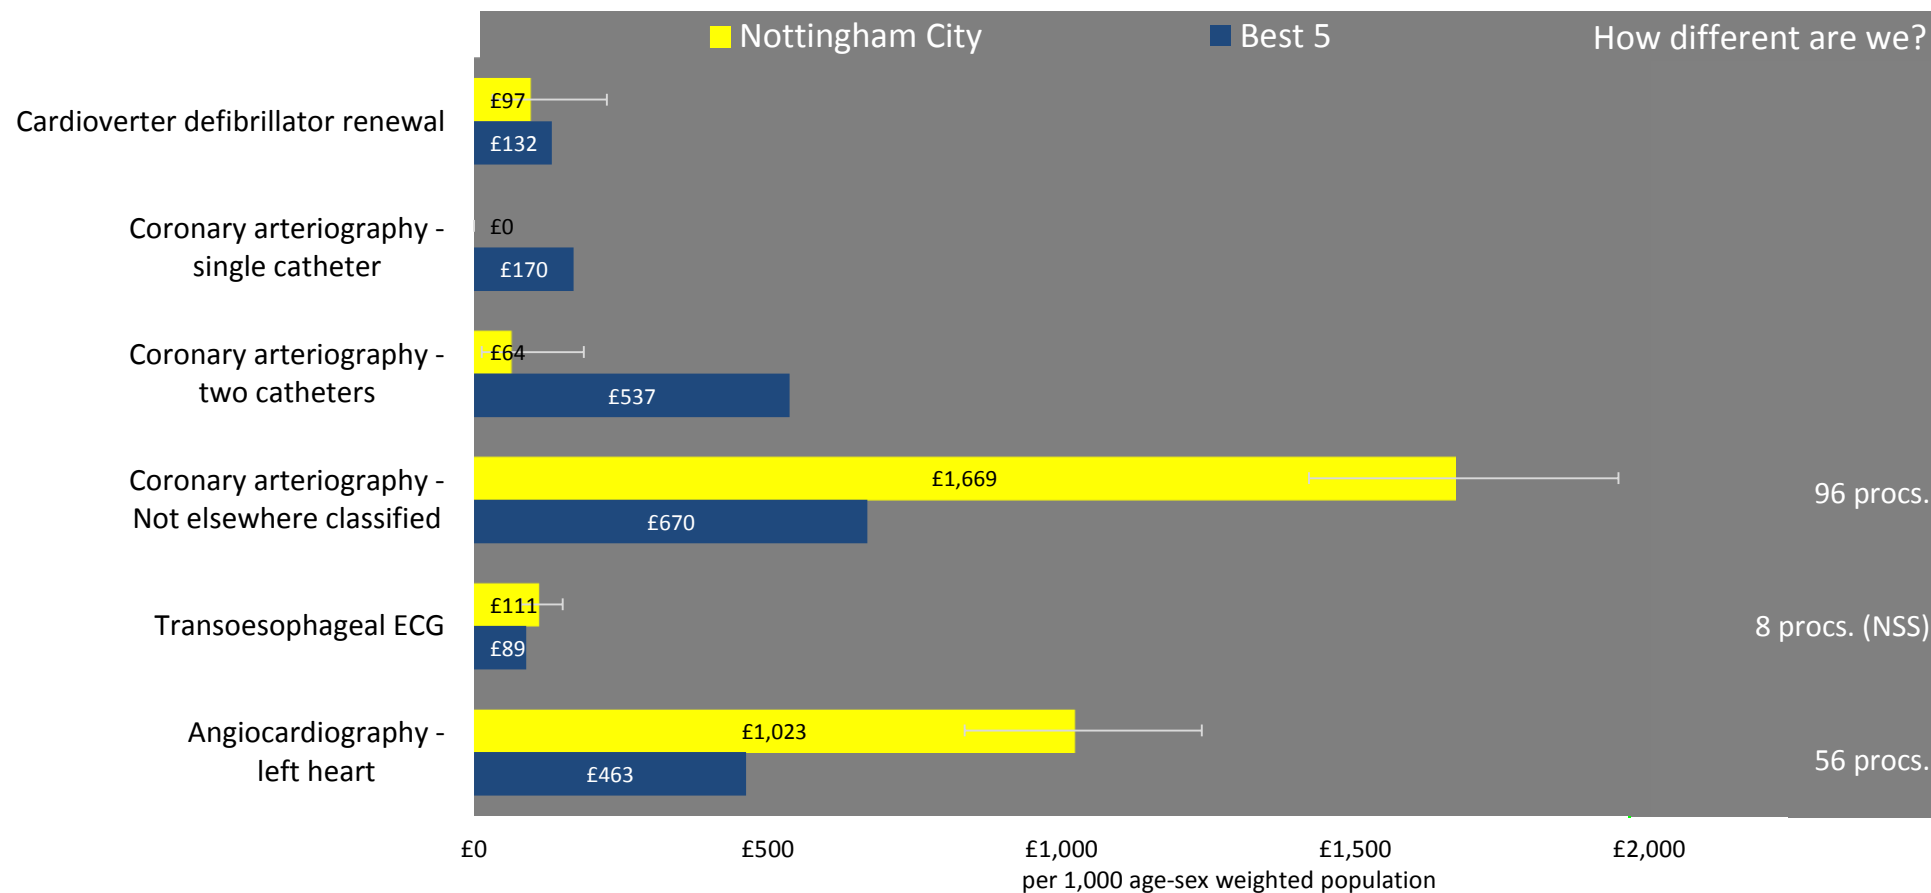 Nottingham City
Best 5
How different are we?
Cardioverter defibrillator renewal
£97
£132
Coronary arteriography -
single catheter
£0
£170
Coronary arteriography -
two catheters
£64
£537
Coronary arteriography -
Not elsewhere classified
£1,669
£670
96 procs.
Transoesophageal ECG
£111
£89
8 procs. (NSS)
Angiocardiography -
left heart
£1,023
£463
56 procs.
£0
£500
£1,000
£1,500
£2,000
per 1,000 age-sex weighted population